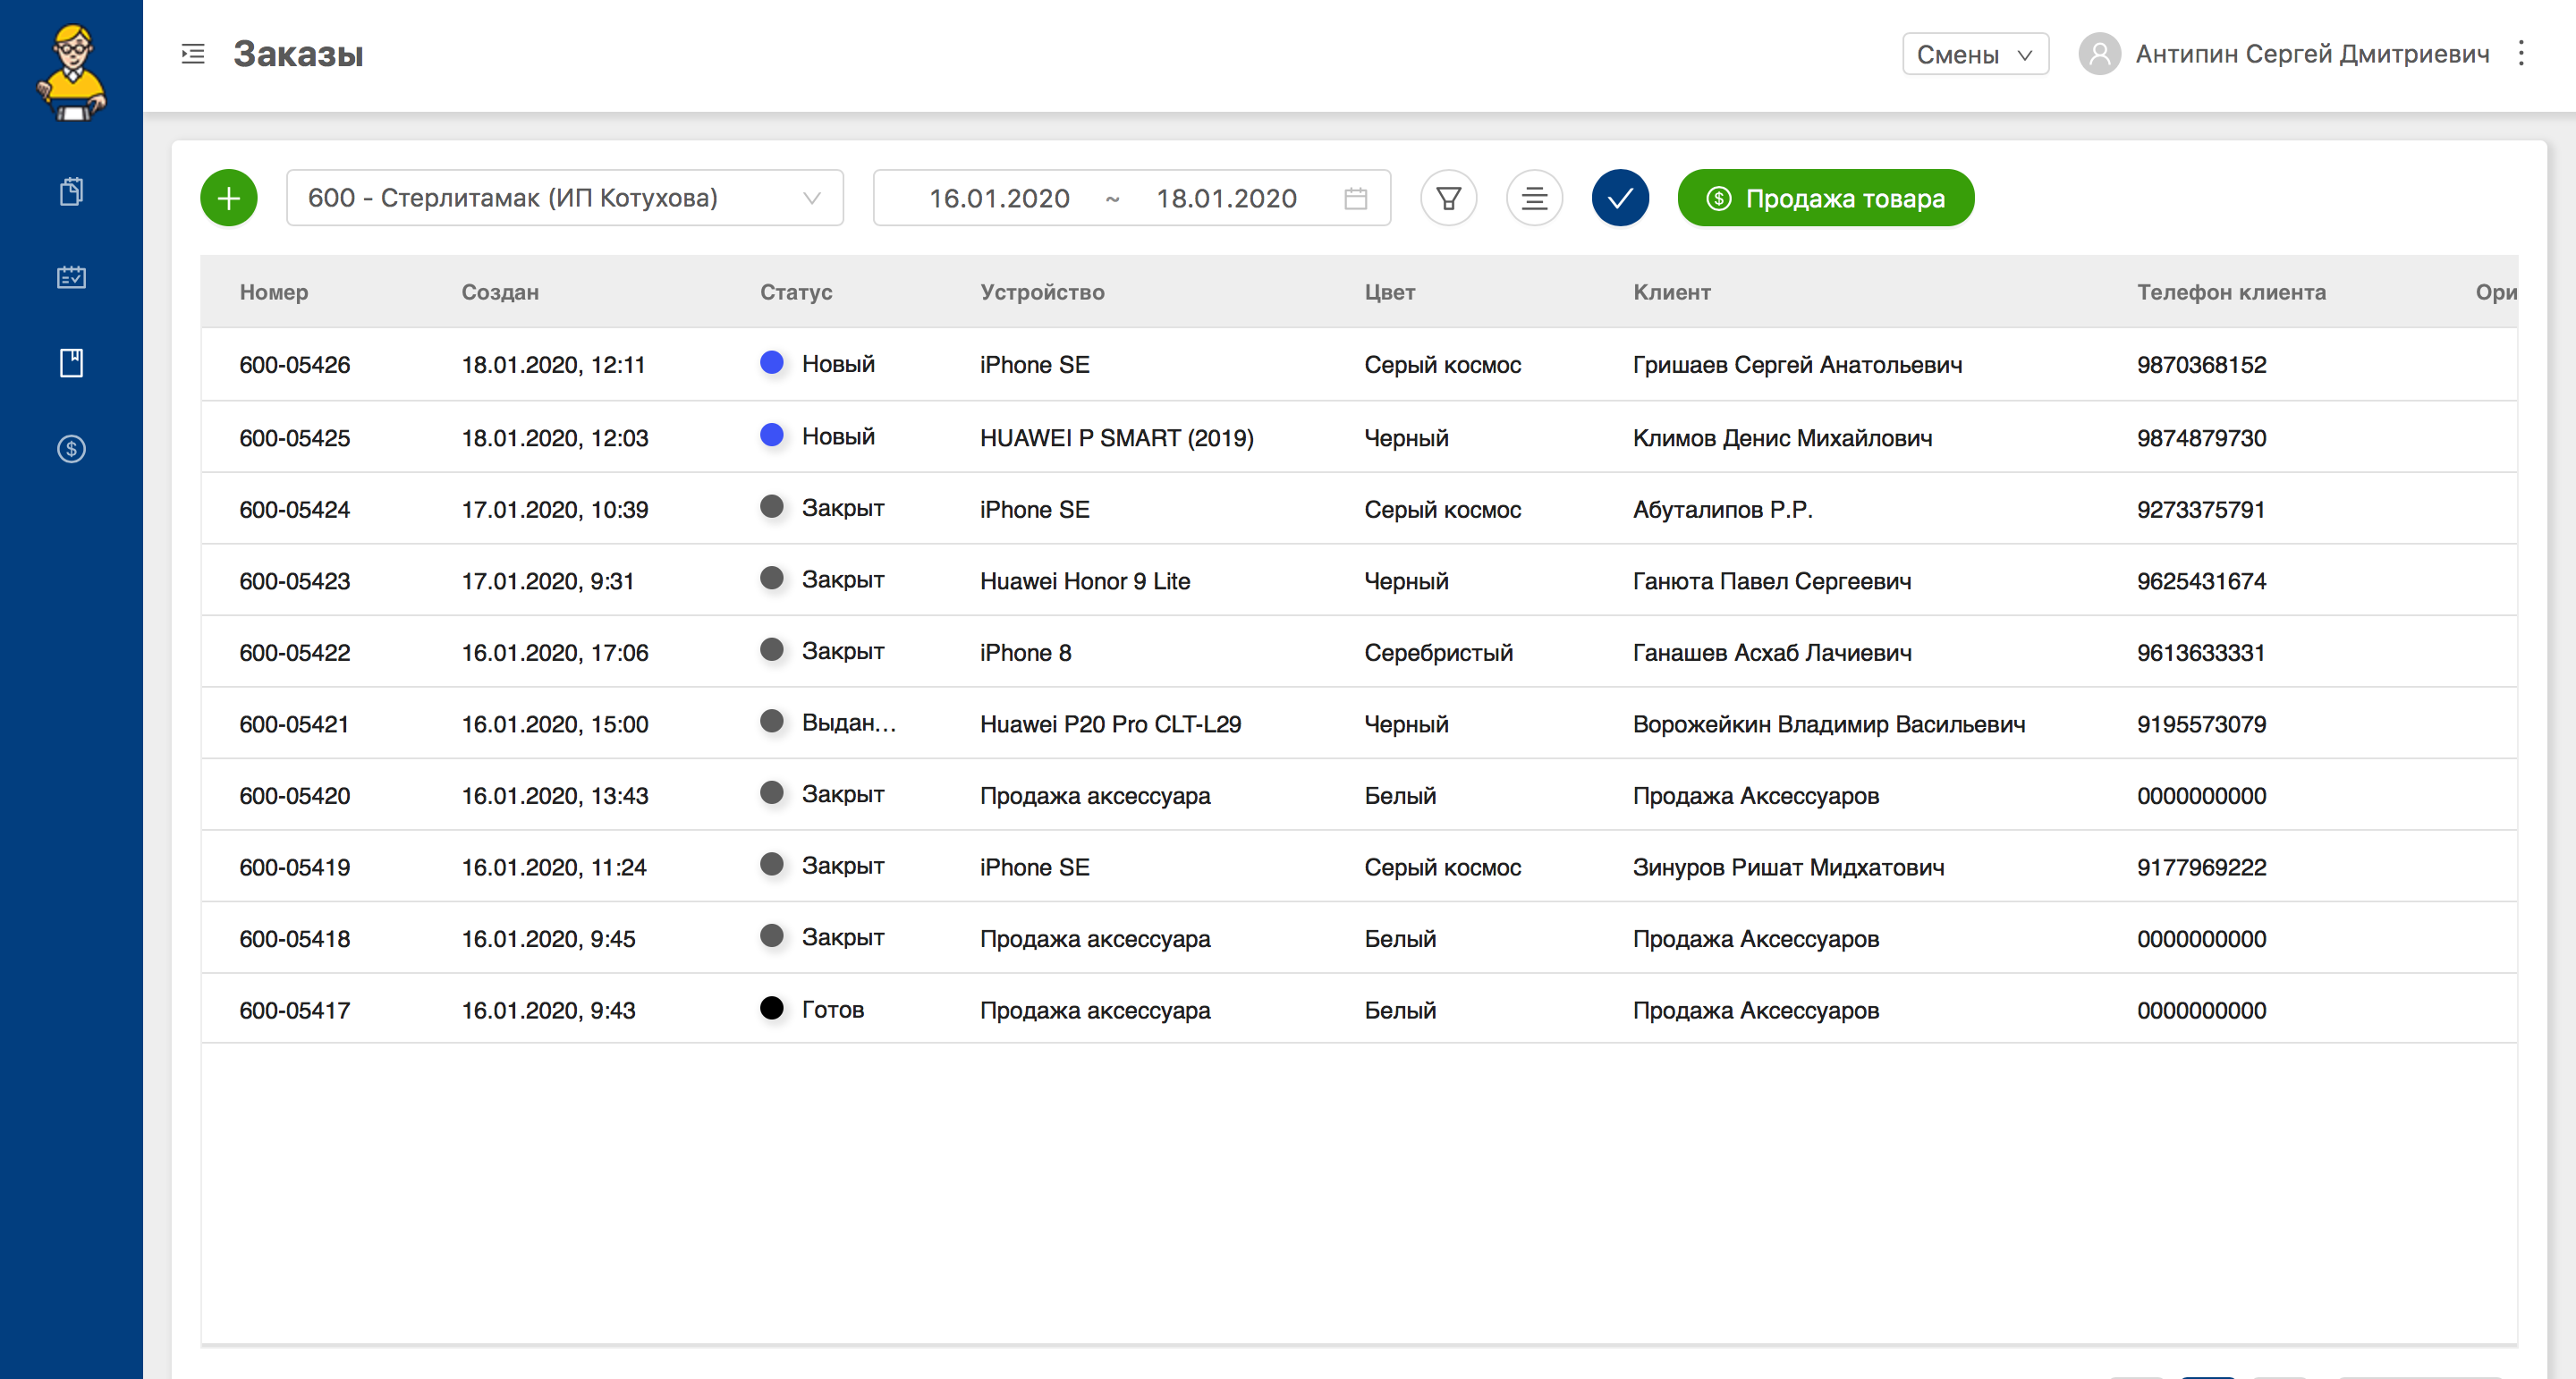 Заказы Смены Антипин Сергей Дмитриевич
600 - Стерлитамак (ИП Котухова) 16.01.2020 ~ 18.01.2020 Продажа товара
Номер Создан Статус Устройство Цвет Клиент Телефон клиента Ори
600-05426 18.01.2020, 12:11 Новый iPhone SE Серый космос Гришаев Сергей Анатольевич 9870368152
600-05425 18.01.2020, 12:03 Новый HUAWEI P SMART (2019) Черный Климов Денис Михайлович 9874879730
600-05424 17.01.2020, 10:39 Закрыт iPhone SE Серый космос Абуталипов Р.Р. 9273375791
600-05423 17.01.2020, 9:31 Закрыт Huawei Honor 9 Lite Черный Ганюта Павел Сергеевич 9625431674
600-05422 16.01.2020, 17:06 Закрыт iPhone 8 Серебристый Ганашев Асхаб Лачиевич 9613633331
600-05421 16.01.2020, 15:00 Выдан... Huawei P20 Pro CLT-L29 Черный Ворожейкин Владимир Васильевич 9195573079
600-05420 16.01.2020, 13:43 Закрыт Продажа аксессуара Белый Продажа Аксессуаров 0000000000
600-05419 16.01.2020, 11:24 Закрыт iPhone SE Серый космос Зинуров Ришат Мидхатович 9177969222
600-05418 16.01.2020, 9:45 Закрыт Продажа аксессуара Белый Продажа Аксессуаров 0000000000
600-05417 16.01.2020, 9:43 Готов Продажа аксессуара Белый Продажа Аксессуаров 0000000000